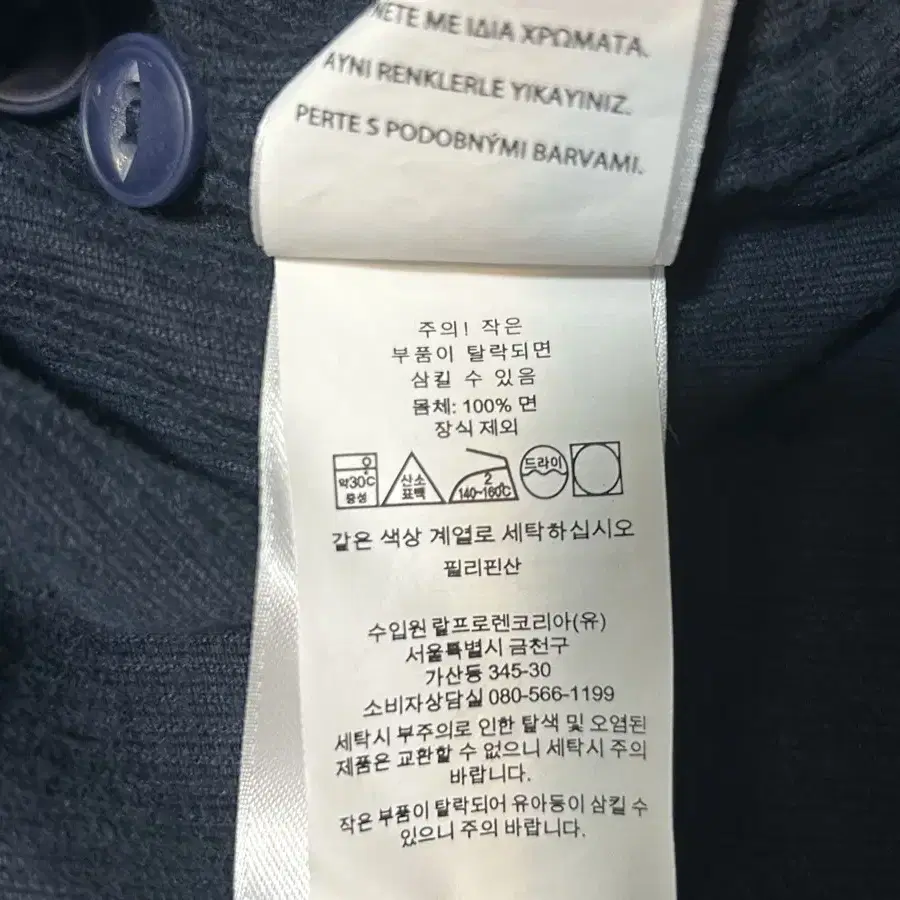 ΝΕΤΕ ΜΕ ΙΔΙΑ ΧΡΩΜΑΤΑ.
AYNI RENKLERLE YIKAYINIZ.
PERTE S PODOBNÝMI BARVAMI.
주의! 작은
부품이 탈락되면
삼킬 수 있음
몸체: 100% 면
장식 제외
약30℃
중성
산소
표백
2
140~160℃
드라이
같은 색상 계열로 세탁하십시오
필리핀산
수입원 랄프로렌코리아(유)
서울특별시 금천구
가산동 345-30
소비자상담실 080-566-1199
세탁시 부주의로 인한 탈색 및 오염된
제품은 교환할 수 없으니 세탁시 주의
바랍니다.
작은 부품이 탈락되어 유아등이 삼킬 수
있으니 주의 바랍니다.